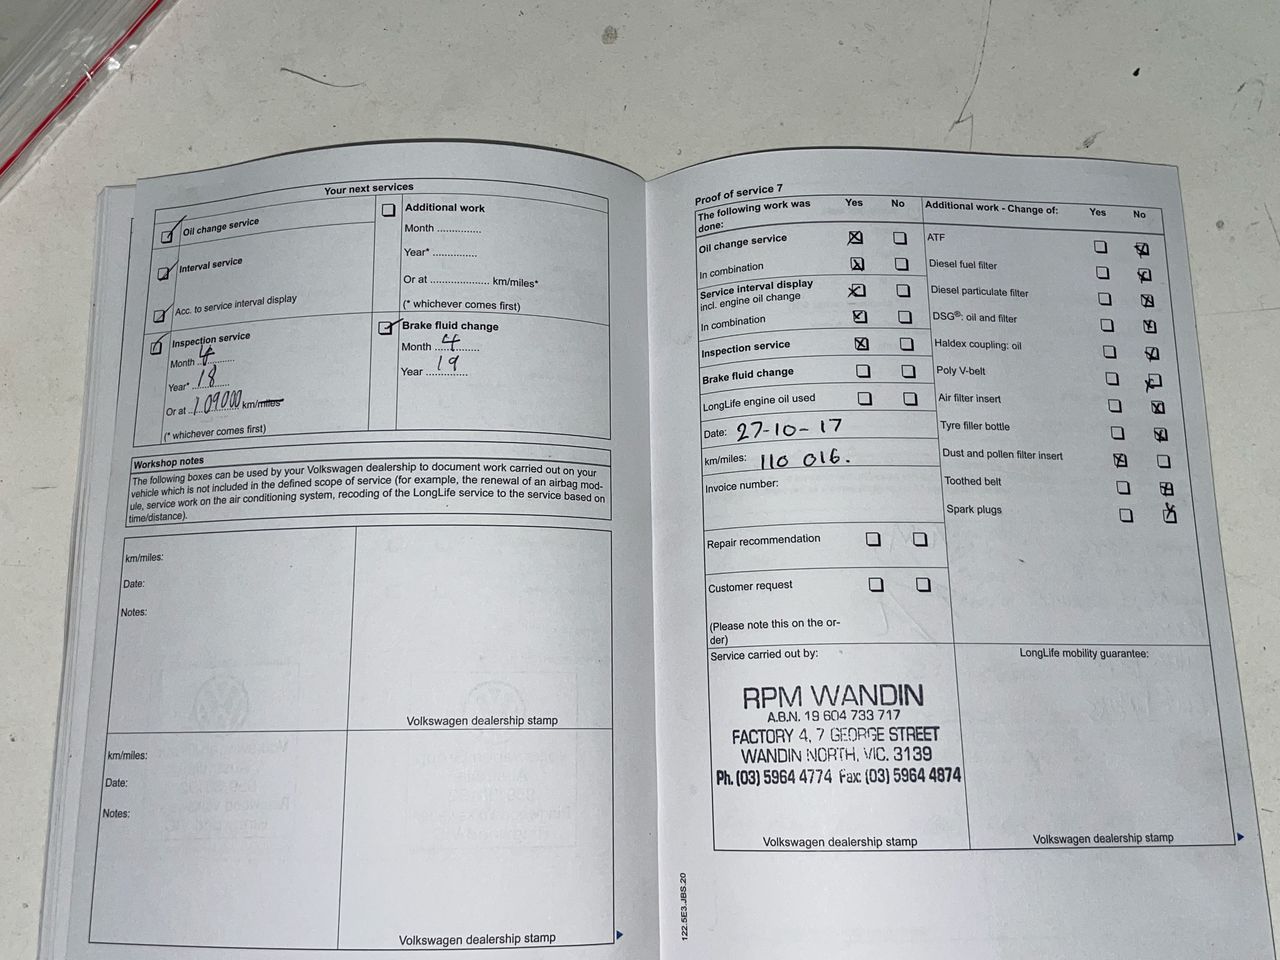 Your next services
Oil change service
Interval service
Acc. to service interval display
Inspection service
Month 4
Year* 18
Or at 109000 km/miles
(* whichever comes first)
Additional work
Month ..............
Year* ..............
Or at ................... km/miles*
(* whichever comes first)
Brake fluid change
Month 4
Year 19
Workshop notes
The following boxes can be used by your Volkswagen dealership to document work carried out on your
vehicle which is not included in the defined scope of service (for example, the renewal of an airbag mod-
ule, service work on the air conditioning system, recoding of the LongLife service to the service based on
time/distance).
km/miles:
Date:
Notes:
Volkswagen dealership stamp
km/miles:
Date:
Notes:
Volkswagen dealership stamp
Proof of service 7
The following work was
done:
Yes No
Oil change service
In combination
Service interval display
incl. engine oil change
In combination
Inspection service
Brake fluid change
LongLife engine oil used
Date: 27-10-17
km/miles: 110 016.
Invoice number:
Repair recommendation
Customer request
(Please note this on the or-
der)
Additional work - Change of: Yes No
ATF
Diesel fuel filter
Diesel particulate filter
DSG®: oil and filter
Haldex coupling: oil
Poly V-belt
Air filter insert
Tyre filler bottle
Dust and pollen filter insert
Toothed belt
Spark plugs
Service carried out by:
RPM WANDIN
A.B.N. 19 604 733 717
FACTORY 4, 7 GEORGE STREET
WANDIN NORTH, VIC. 3139
Ph. (03) 5964 4774 Fax: (03) 5964 4874
Volkswagen dealership stamp
LongLife mobility guarantee:
Volkswagen dealership stamp
122.5E3.JBS.20